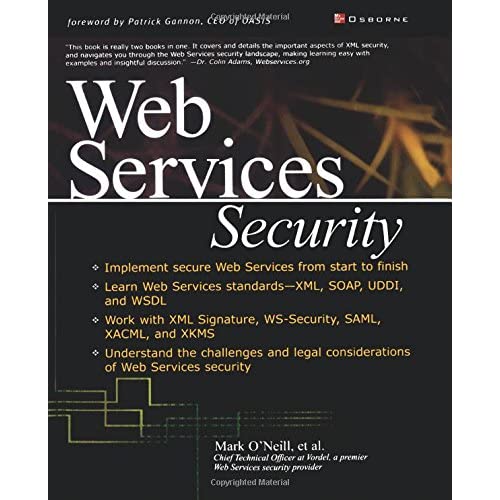 foreword by Patrick Gannon, CEO of OASIS
OSBORNE
"This book is really two books in one. It covers and details the important aspects of XML security,
and navigates you through the Web Services security landscape, making learning easy with
examples and insightful discussion." —Dr. Colin Adams, Webservices.org
Web
Services
Security
Implement secure Web Services from start to finish
Learn Web Services standards—XML, SOAP, UDDI,
and WSDL
Work with XML Signature, WS-Security, SAML,
XACML, and XKMS
Understand the challenges and legal considerations
of Web Services security
Mark O'Neill, et al.
Chief Technical Officer at Vordel, a premier
Web Services security provider
Copyrighted Material
Copyrighted Material